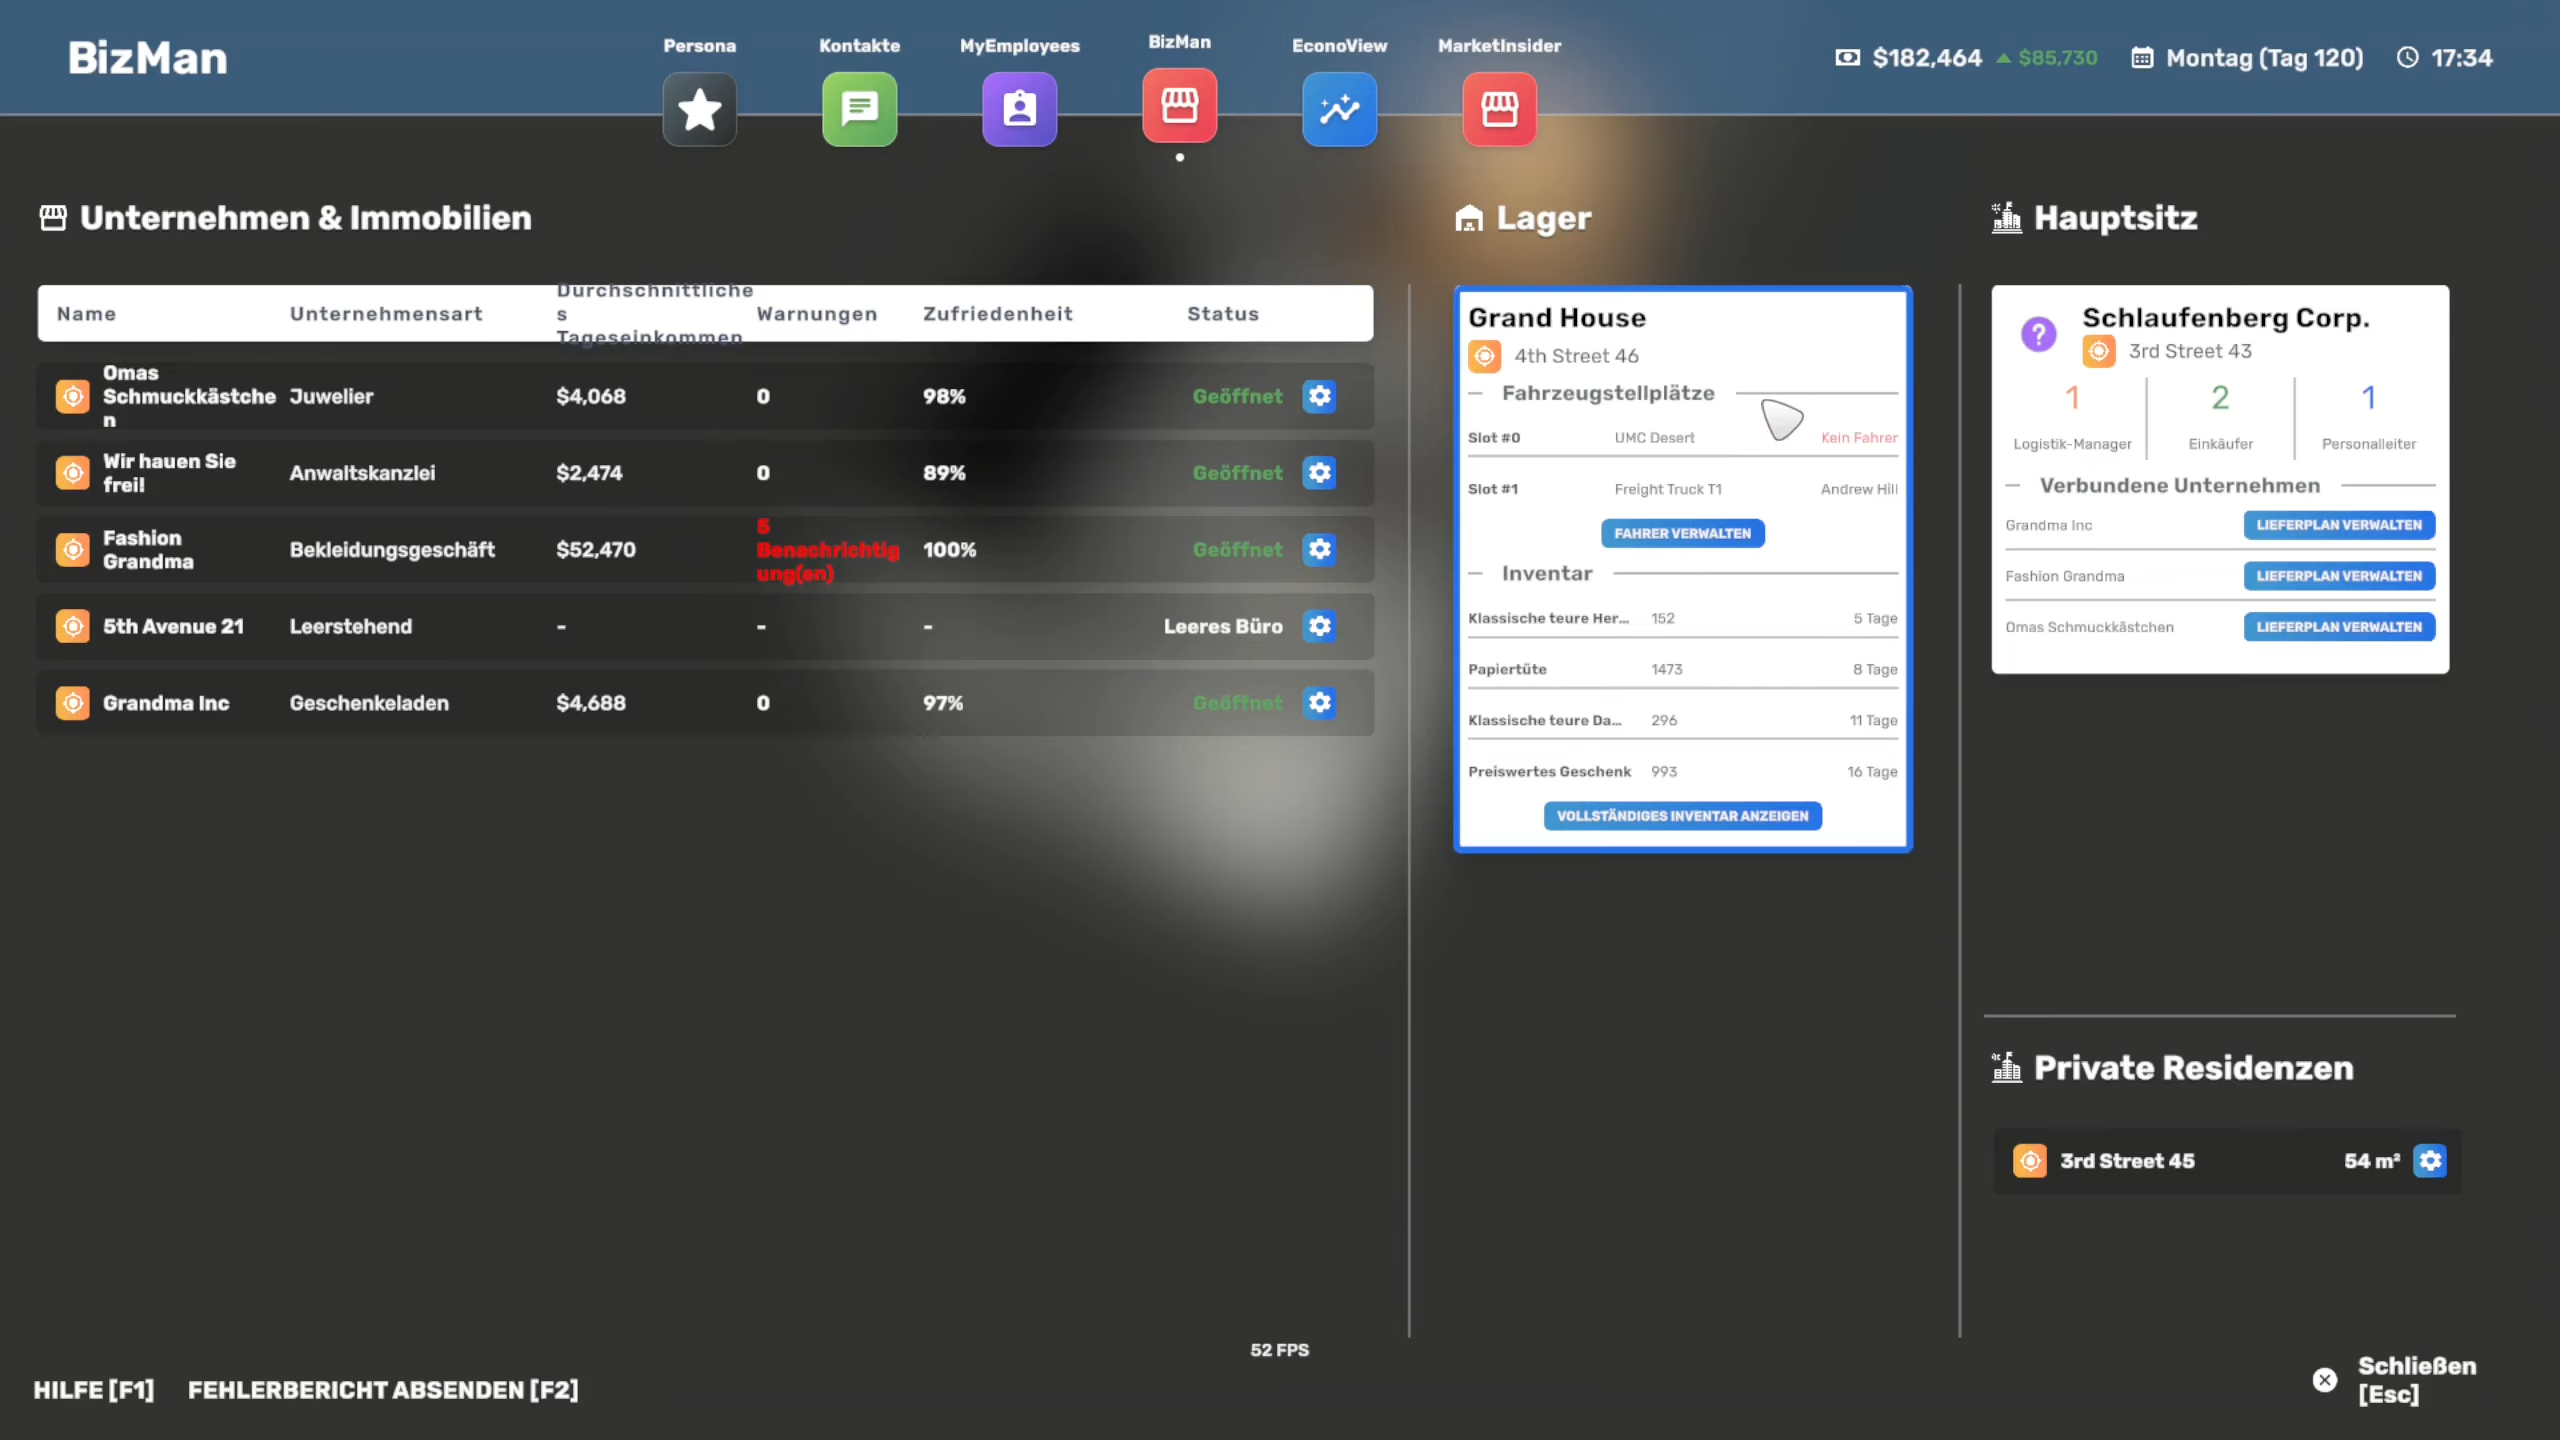 BizMan
Persona
Kontakte
MyEmployees
BizMan
EconoView
MarketInsider
$182,464
$85,730
Montag (Tag 120)
17:34
Unternehmen & Immobilien
Name
Unternehmensart
Durchschnittliche
s
Tageseinkommen
Warnungen
Zufriedenheit
Status
Omas
Schmuckkästche
n
Juwelier
$4,068
0
98%
Geöffnet
Wir hauen Sie
frei!
Anwaltskanzlei
$2,474
0
89%
Geöffnet
Fashion
Grandma
Bekleidungsgeschäft
$52,470
5
Benachrichtig
ung(en)
100%
Geöffnet
5th Avenue 21
Leerstehend
-
-
-
Leeres Büro
Grandma Inc
Geschenkeladen
$4,688
0
97%
Geöffnet
Lager
Grand House
4th Street 46
Fahrzeugstellplätze
Slot #0
UMC Desert
Kein Fahrer
Slot #1
Freight Truck T1
Andrew Hill
FAHRER VERWALTEN
Inventar
Klassische teure Her...
152
5 Tage
Papiertüte
1473
8 Tage
Klassische teure Da...
296
11 Tage
Preiswertes Geschenk
993
16 Tage
VOLLSTÄNDIGES INVENTAR ANZEIGEN
Hauptsitz
Schlaufenberg Corp.
3rd Street 43
1
2
1
Logistik-Manager
Einkäufer
Personalleiter
Verbundene Unternehmen
Grandma Inc
LIEFERPLAN VERWALTEN
Fashion Grandma
LIEFERPLAN VERWALTEN
Omas Schmuckkästchen
LIEFERPLAN VERWALTEN
Private Residenzen
3rd Street 45
54 m²
52 FPS
HILFE [F1]
FEHLERBERICHT ABSENDEN [F2]
Schließen
[Esc]